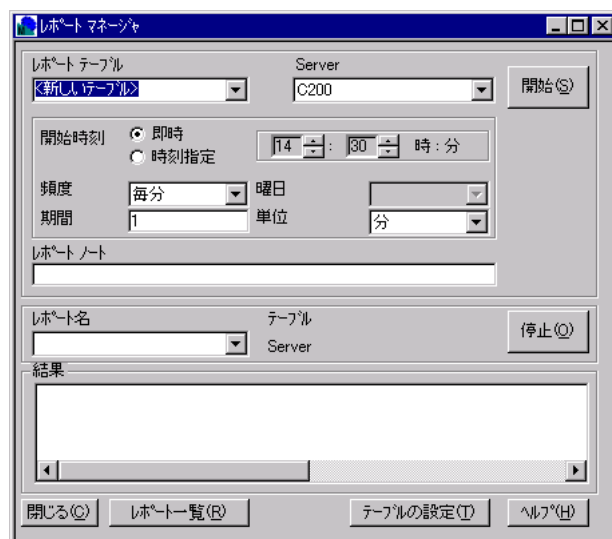 ﾚﾎﾟｰﾄ ﾏﾈｰｼﾞｬ
ﾚﾎﾟｰﾄ ﾃｰﾌﾞﾙ Server
<新しいﾃｰﾌﾞﾙ> C200 開始(S)
開始時刻 即時
時刻指定
14 : 30 時 : 分
頻度 毎分 曜日
期間 1 単位 分
ﾚﾎﾟｰﾄ ﾉｰﾄ
ﾚﾎﾟｰﾄ名 ﾃｰﾌﾞﾙ
Server 停止(O)
結果
閉じる(C) ﾚﾎﾟｰﾄ一覧(R) ﾃｰﾌﾞﾙの設定(T) ﾍﾙﾌﾟ(H)